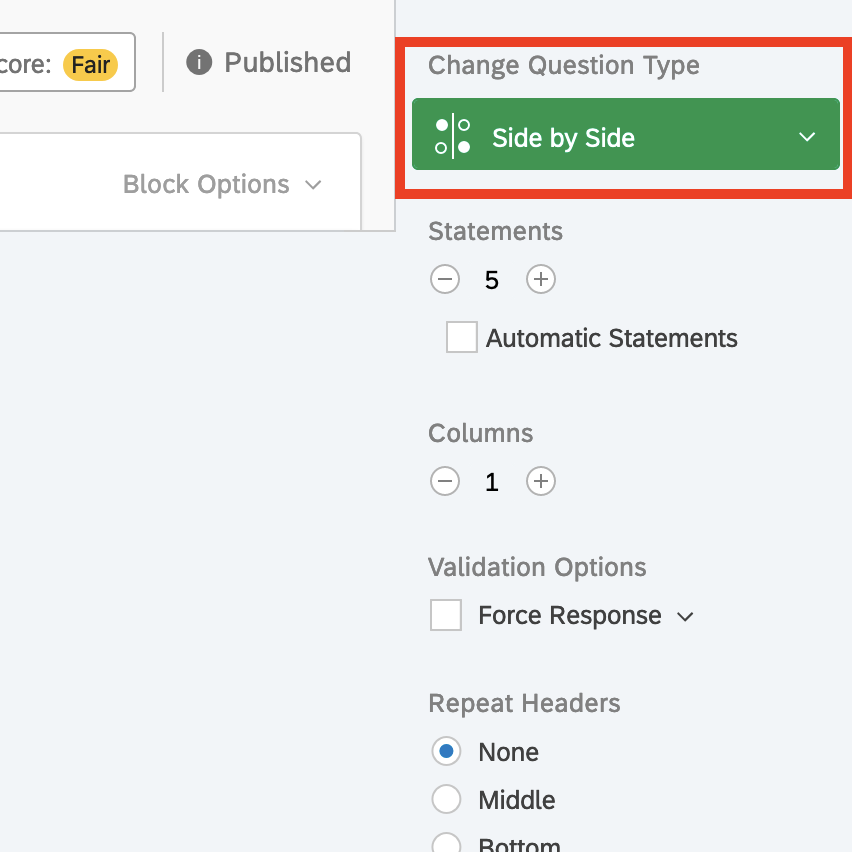 core: Fair
Published
Block Options
Change Question Type
Side by Side
Statements
5
Automatic Statements
Columns
1
Validation Options
Force Response
Repeat Headers
None
Middle
Bottom